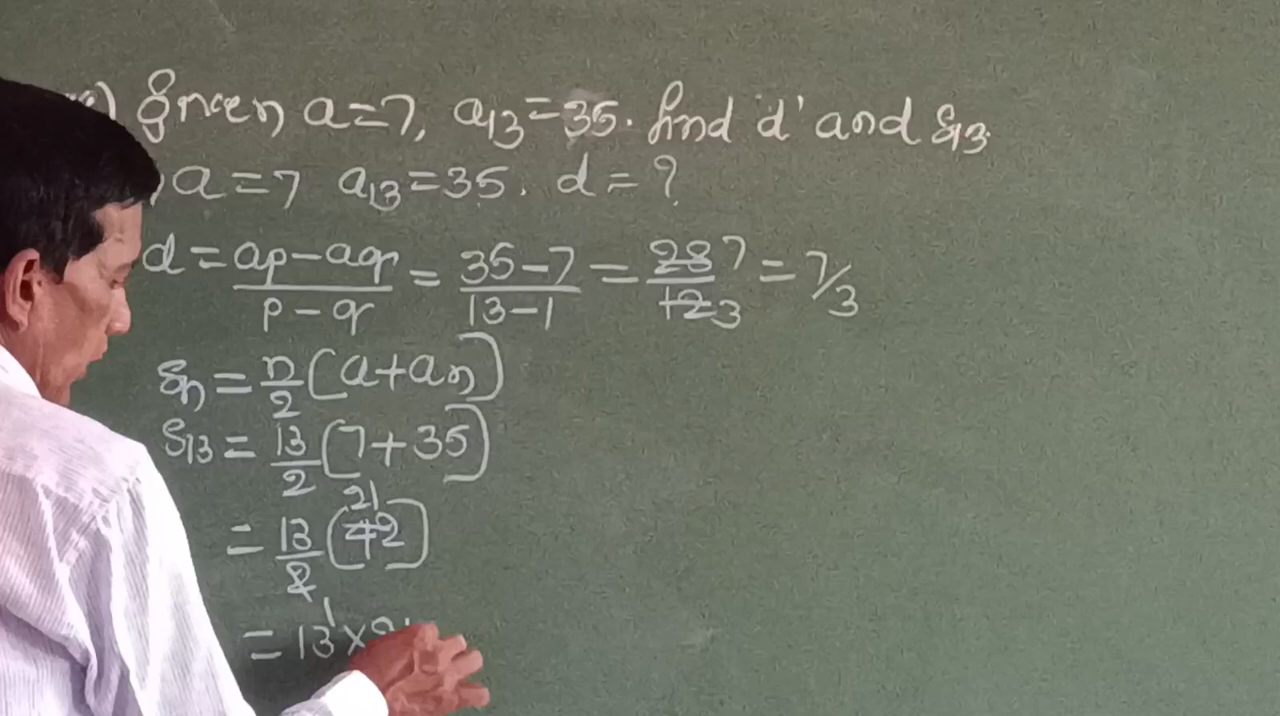 Given a=7, a13=35. find 'd' and S13.
a=7 a13=35. d=?
d = ap-aq/p-q = 35-7/13-1 = 28 7/12 3 = 7/3
Sn = n/2 (a+an)
S13 = 13/2 (7+35)
21
= 13/2 (42)
1
= 13 ×